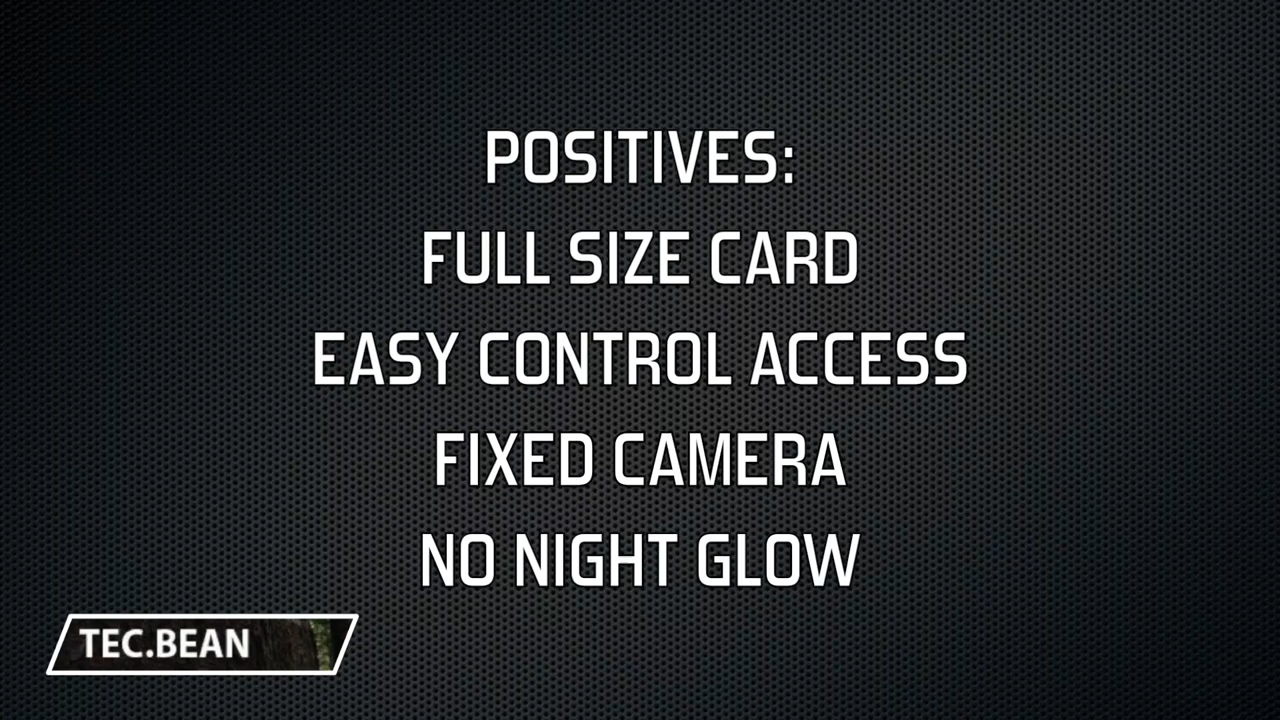 POSITIVES:
FULL SIZE CARD
EASY CONTROL ACCESS
FIXED CAMERA
NO NIGHT GLOW
TEC.BEAN